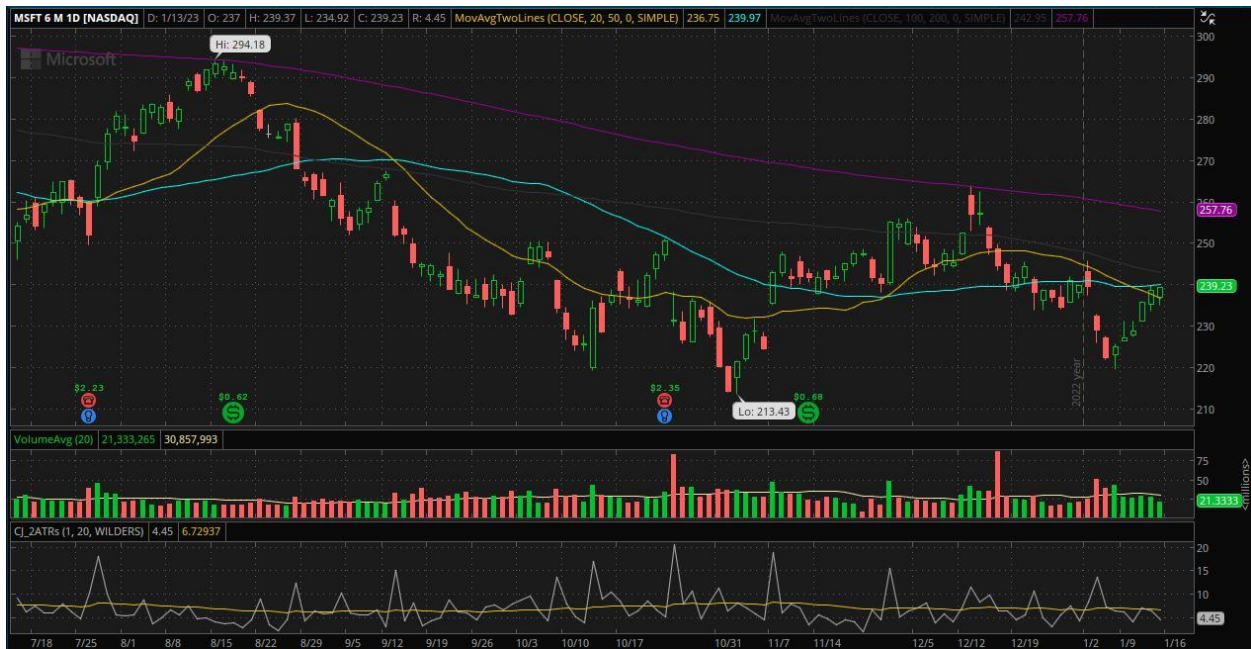 MSFT 6 M 1D [NASDAQ] D: 1/13/23 O: 237 H: 239.37 L: 234.92 C: 239.23 R: 4.45 MovAvgTwoLines (CLOSE, 20, 50, 0, SIMPLE) 236.75 239.97 MovAvgTwoLines (CLOSE, 100, 200, 0, SIMPLE) 242.95 257.76
Hi: 294.18
Microsoft
300
290
280
270
260
257.76
250
240
239.23
230
220
210
2022 year
$2.23
$0.62
$2.35
Lo: 213.43
$0.68
VolumeAvg (20) 21,333,265 30,857,993
75
50
21.3333
<millions>
CJ_2ATRs (1, 20, WILDERS) 4.45 6.72937
20
15
10
4.45
7/18 7/25 8/1 8/8 8/15 8/22 8/29 9/5 9/12 9/19 9/26 10/3 10/10 10/17 10/31 11/7 11/14 12/5 12/12 12/19 1/2 1/9 1/16